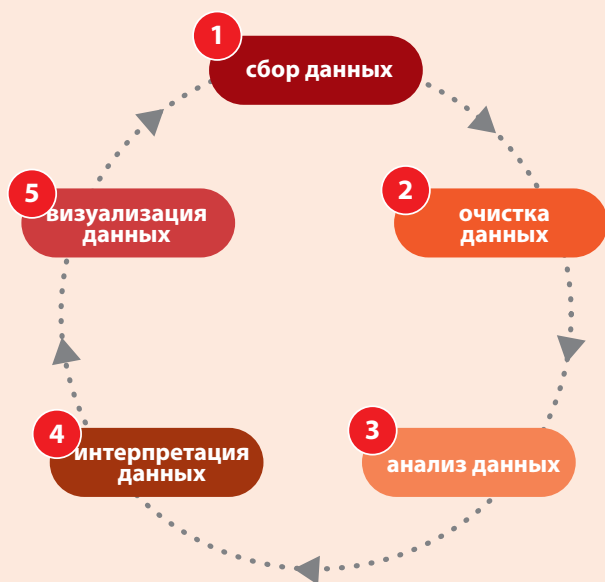 1
сбор данных
2
очистка
данных
3
анализ данных
4
интерпретация
данных
5
визуализация
данных